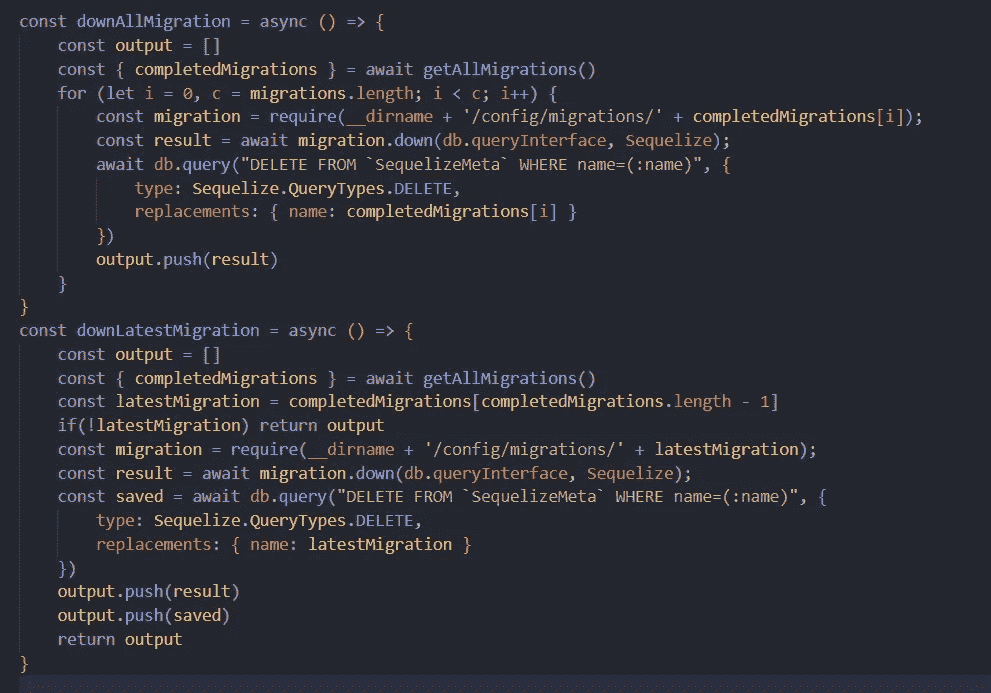 const downAllMigration = async () => {
    const output = []
    const { completedMigrations } = await getAllMigrations()
    for (let i = 0, c = migrations.length; i < c; i++) {
        const migration = require(__dirname + '/config/migrations/' + completedMigrations[i]);
        const result = await migration.down(db.queryInterface, Sequelize);
        await db.query("DELETE FROM `SequelizeMeta` WHERE name=(:name)", {
            type: Sequelize.QueryTypes.DELETE,
            replacements: { name: completedMigrations[i] }
        })
        output.push(result)
    }
}
const downLatestMigration = async () => {
    const output = []
    const { completedMigrations } = await getAllMigrations()
    const latestMigration = completedMigrations[completedMigrations.length - 1]
    if(!latestMigration) return output
    const migration = require(__dirname + '/config/migrations/' + latestMigration);
    const result = await migration.down(db.queryInterface, Sequelize);
    const saved = await db.query("DELETE FROM `SequelizeMeta` WHERE name=(:name)", {
        type: Sequelize.QueryTypes.DELETE,
        replacements: { name: latestMigration }
    })
    output.push(result)
    output.push(saved)
    return output
}